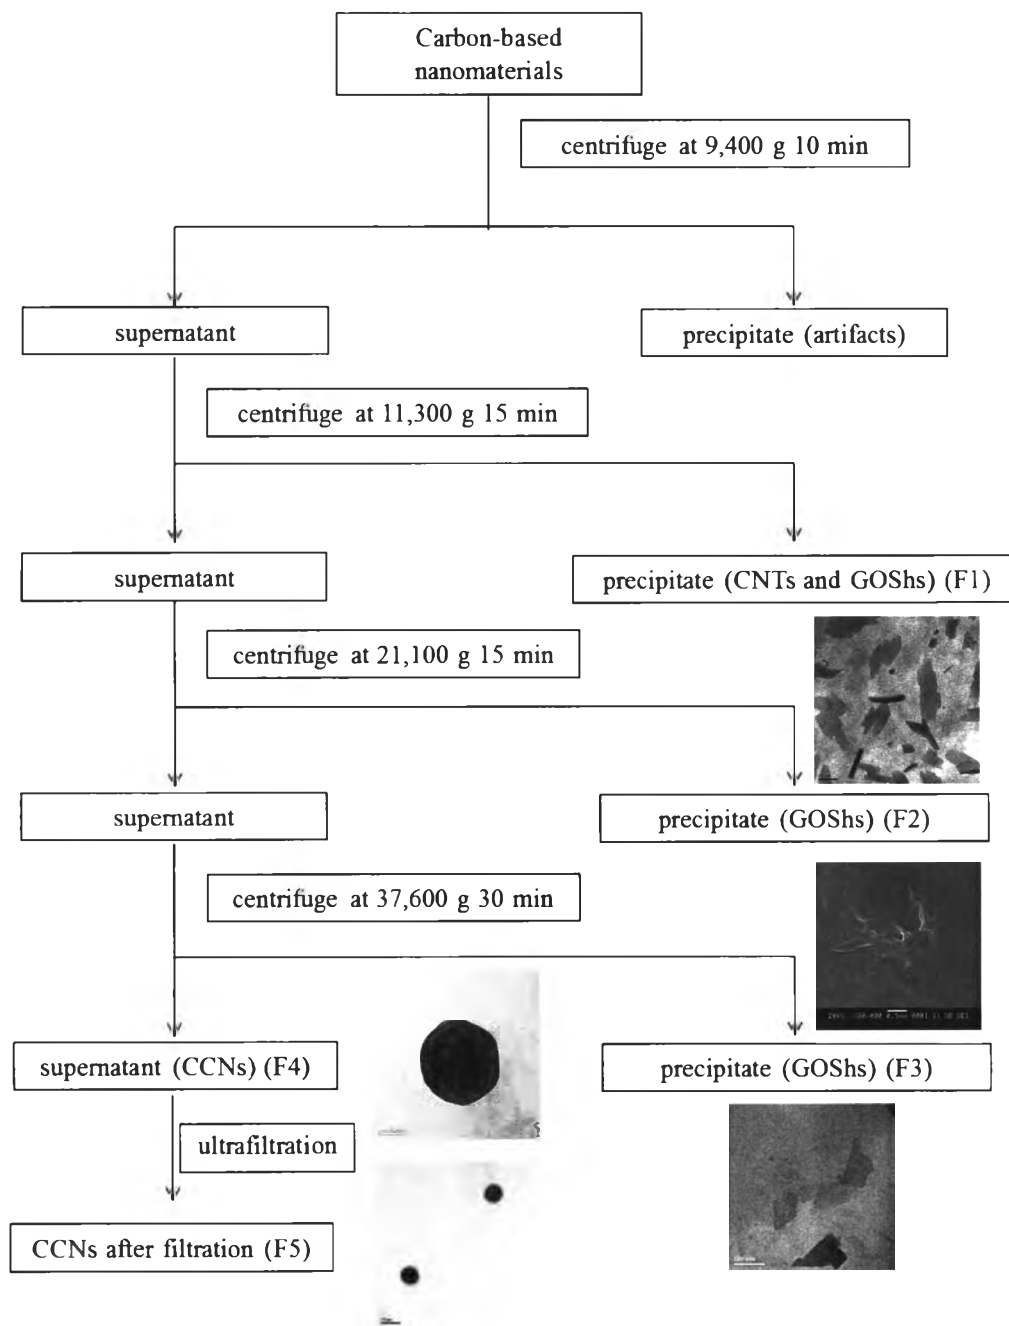 Carbon-based
nanomaterials
centrifuge at 9,400 g 10 min
supernatant
precipitate (artifacts)
centrifuge at 11,300 g 15 min
supernatant
precipitate (CNTs and GOShs) (F1)
centrifuge at 21,100 g 15 min
supernatant
precipitate (GOShs) (F2)
centrifuge at 37,600 g 30 min
supernatant (CCNs) (F4)
precipitate (GOShs) (F3)
ultrafiltration
CCNs after filtration (F5)